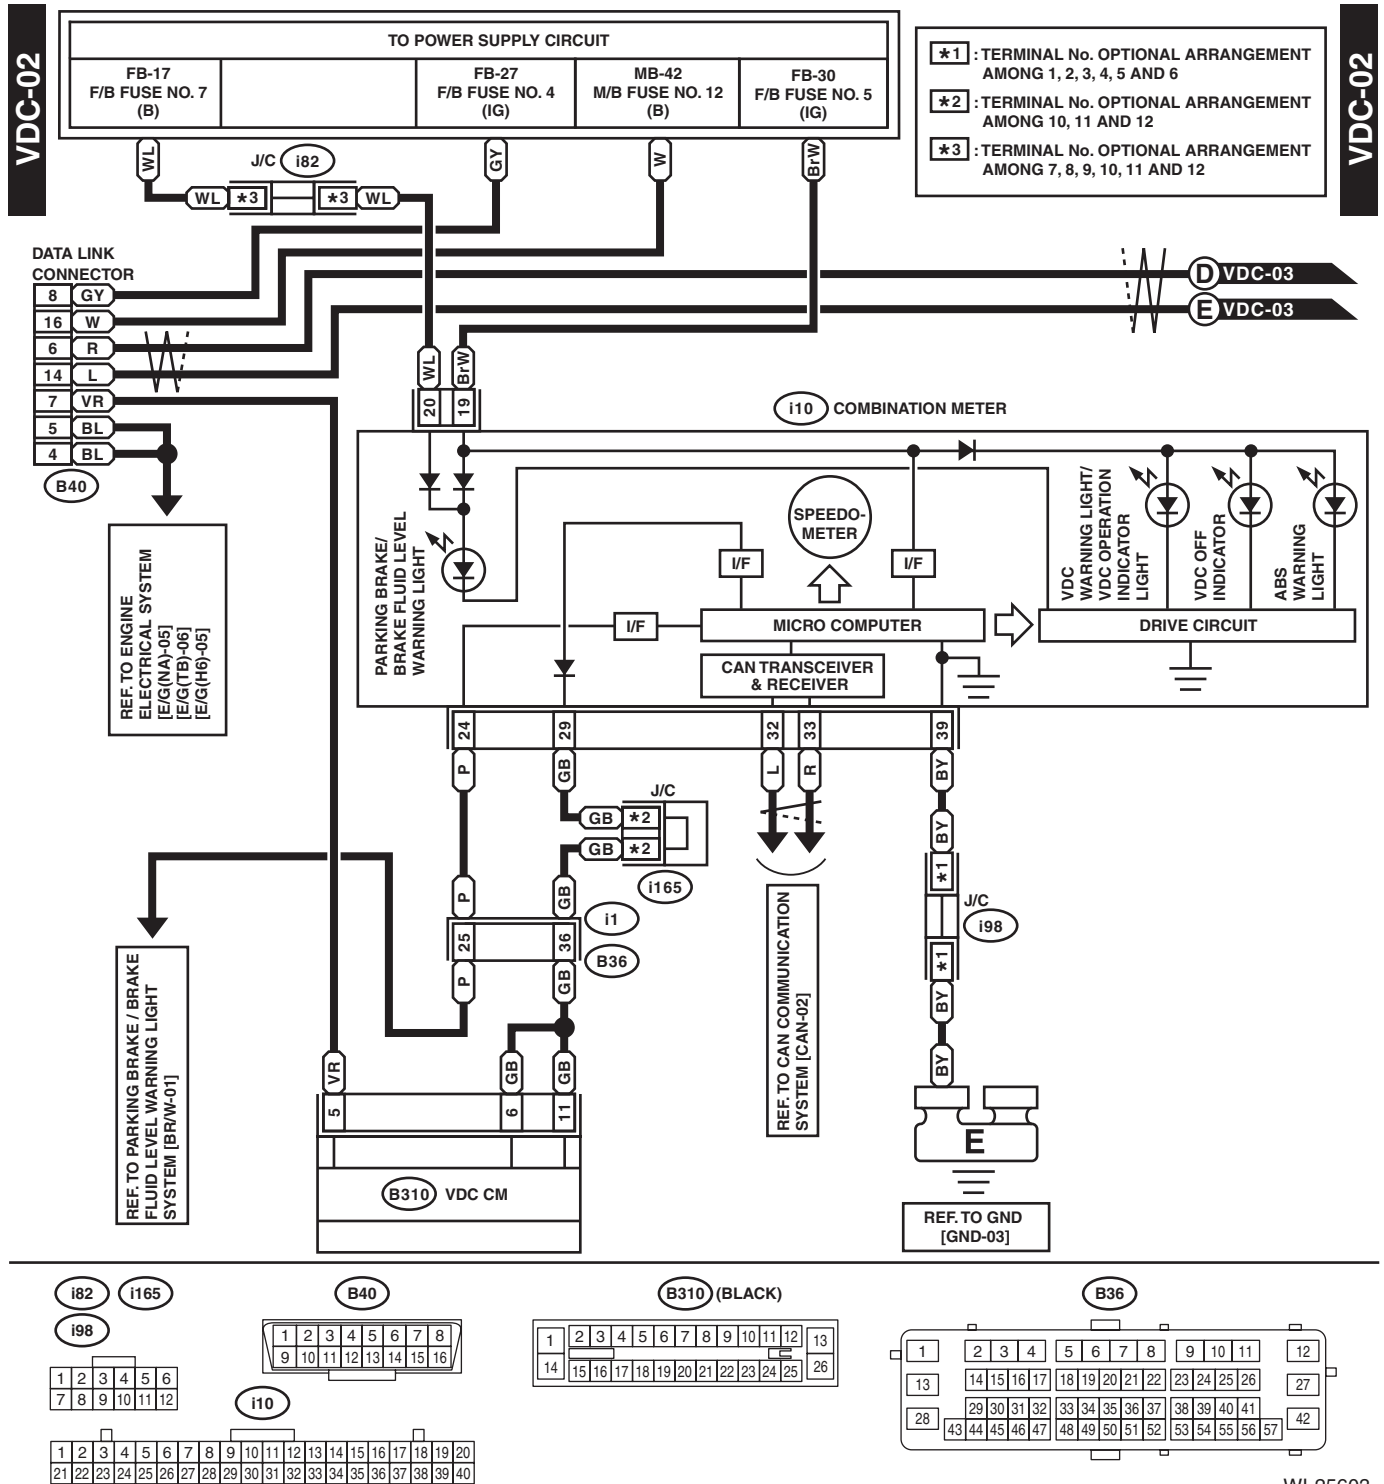 VDC-02
VDC-02
TO POWER SUPPLY CIRCUIT
FB-17
F/B FUSE NO. 7
(B)
FB-27
F/B FUSE NO. 4
(IG)
MB-42
M/B FUSE NO. 12
(B)
FB-30
F/B FUSE NO. 5
(IG)
*1 : TERMINAL No. OPTIONAL ARRANGEMENT
AMONG 1, 2, 3, 4, 5 AND 6
*2 : TERMINAL No. OPTIONAL ARRANGEMENT
AMONG 10, 11 AND 12
*3 : TERMINAL No. OPTIONAL ARRANGEMENT
AMONG 7, 8, 9, 10, 11 AND 12
WL
J/C i82
GY
W
BrW
WL *3 *3 WL
DATA LINK
CONNECTOR
8 GY
16 W
6 R
14 L
7 VR
5 BL
4 BL
B40
D VDC-03
E VDC-03
WL BrW
20 19
i10 COMBINATION METER
REF. TO ENGINE
ELECTRICAL SYSTEM
[E/G(NA)-05]
[E/G(TB)-06]
[E/G(H6)-05]
PARKING BRAKE/
BRAKE FLUID LEVEL
WARNING LIGHT
SPEEDO-
METER
I/F
I/F
I/F
MICRO COMPUTER
CAN TRANSCEIVER
& RECEIVER
VDC
WARNING LIGHT/
VDC OPERATION
INDICATOR
LIGHT
VDC OFF
INDICATOR
ABS
WARNING
LIGHT
DRIVE CIRCUIT
24 29 32 33 39
P GB L R BY
J/C
GB *2
GB *2
i165
BY
*1
J/C
i98
*1
BY
BY
P GB
i1
25 36
B36
P GB
REF. TO PARKING BRAKE / BRAKE
FLUID LEVEL WARNING LIGHT
SYSTEM [BR/W-01]
REF. TO CAN COMMUNICATION
SYSTEM [CAN-02]
VR GB GB
5 6 11
B310 VDC CM
E
REF. TO GND
[GND-03]
i82 i165
i98
1 2 3 4 5 6
7 8 9 10 11 12
B40
1 2 3 4 5 6 7 8
9 10 11 12 13 14 15 16
i10
1 2 3 4 5 6 7 8 9 10 11 12 13 14 15 16 17 18 19 20
21 22 23 24 25 26 27 28 29 30 31 32 33 34 35 36 37 38 39 40
B310 (BLACK)
1 2 3 4 5 6 7 8 9 10 11 12 13
14 15 16 17 18 19 20 21 22 23 24 25 26
B36
1 2 3 4 5 6 7 8 9 10 11 12
13 14 15 16 17 18 19 20 21 22 23 24 25 26 27
28 29 30 31 32 33 34 35 36 37 38 39 40 41 42
43 44 45 46 47 48 49 50 51 52 53 54 55 56 57